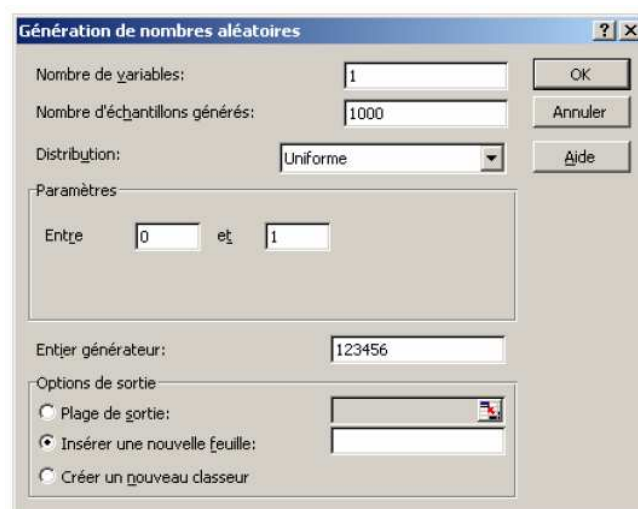 Génération de nombres aléatoires
Nombre de variables: 1 OK
Nombre d'échantillons générés: 1000 Annuler
Distribution: Uniforme Aide
Paramètres
Entre 0 et 1
Entier générateur: 123456
Options de sortie
Plage de sortie:
Insérer une nouvelle feuille:
Créer un nouveau classeur